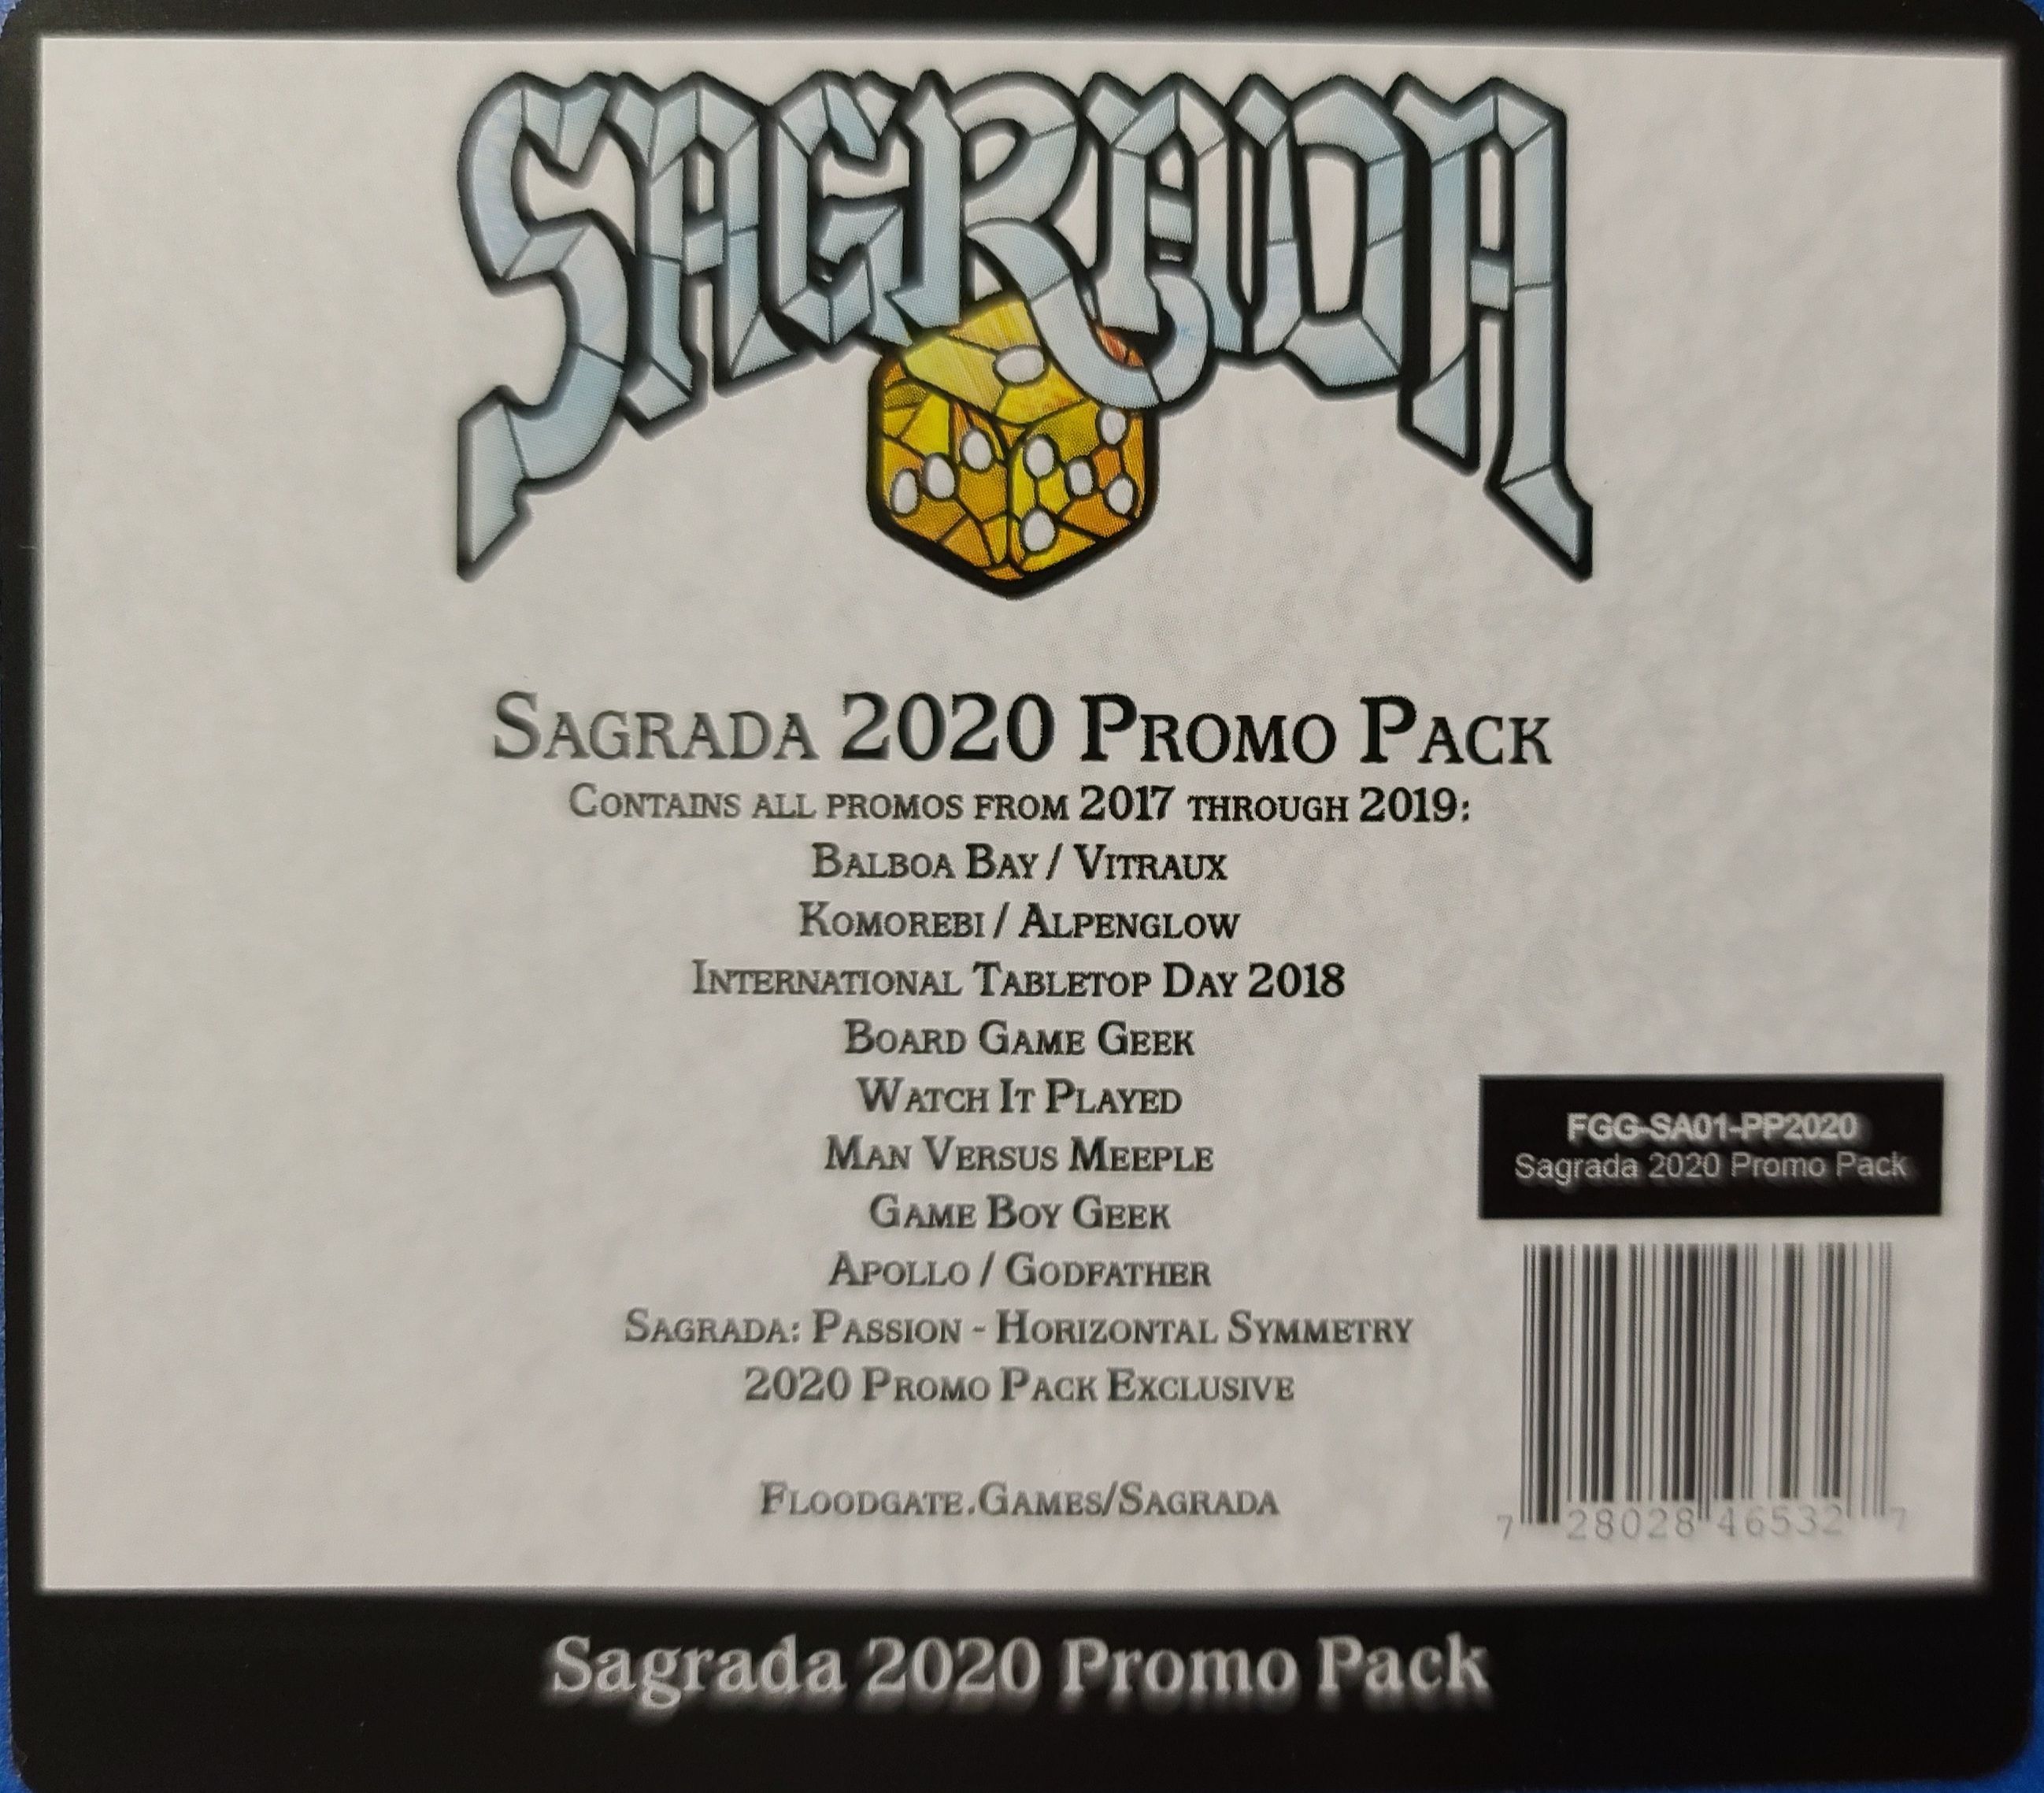 SAGRADA
Sagrada 2020 Promo Pack
Contains all promos from 2017 through 2019:
Balboa Bay / Vitraux
Komorebi / Alpenglow
International Tabletop Day 2018
Board Game Geek
Watch It Played
Man Versus Meeple
Game Boy Geek
Apollo / Godfather
Sagrada: Passion - Horizontal Symmetry
2020 Promo Pack Exclusive
Floodgate.Games/Sagrada
FGG-SA01-PP2020
Sagrada 2020 Promo Pack
7 28028 46532 7
Sagrada 2020 Promo Pack